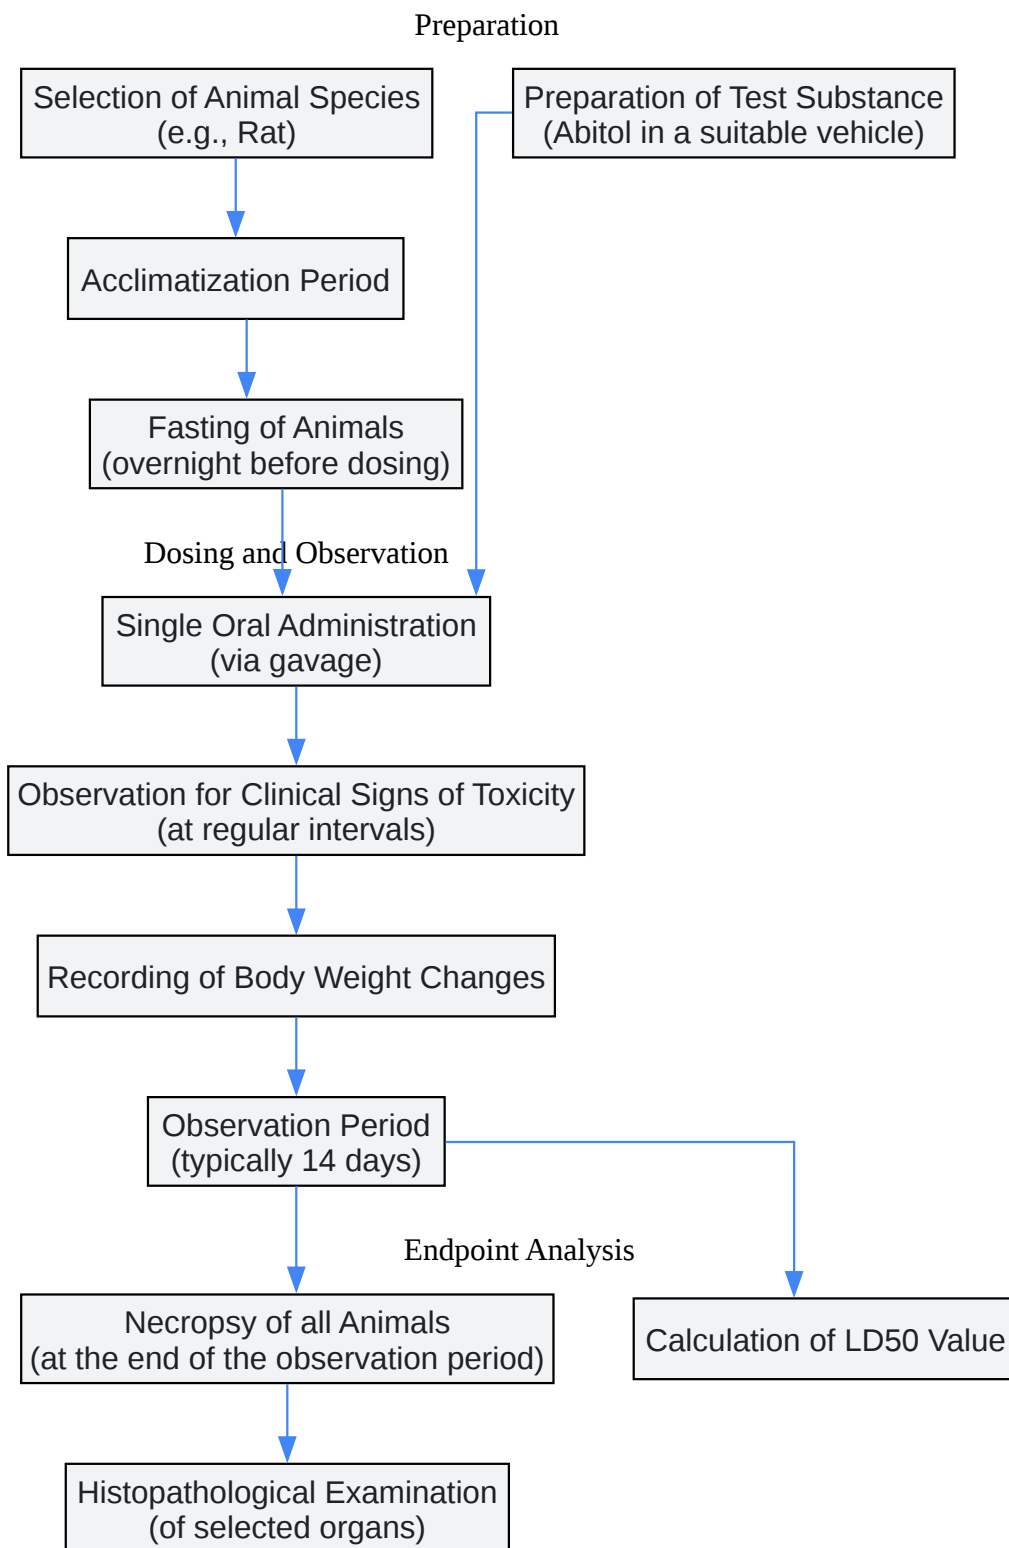 Preparation
Selection of Animal Species
(e.g., Rat)
Preparation of Test Substance
(Abitol in a suitable vehicle)
Acclimatization Period
Fasting of Animals
(overnight before dosing)
Dosing and Observation
Single Oral Administration
(via gavage)
Observation for Clinical Signs of Toxicity
(at regular intervals)
Recording of Body Weight Changes
Observation Period
(typically 14 days)
Endpoint Analysis
Necropsy of all Animals
(at the end of the observation period)
Calculation of LD50 Value
Histopathological Examination
(of selected organs)